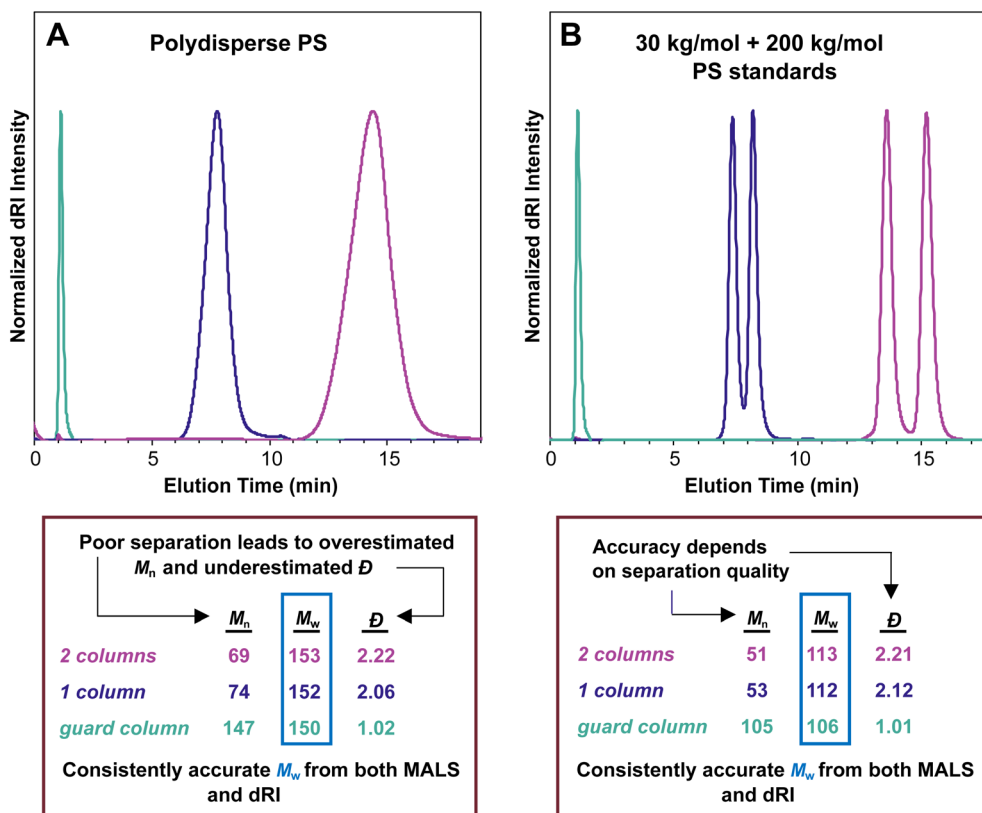 A
Polydisperse PS
Normalized dRI Intensity
0 5 10 15
Elution Time (min)
Poor separation leads to overestimated
Mn and underestimated Đ
Mn Mw Đ
2 columns 69 153 2.22
1 column 74 152 2.06
guard column 147 150 1.02
Consistently accurate Mw from both MALS
and dRI
B
30 kg/mol + 200 kg/mol
PS standards
Normalized dRI Intensity
0 5 10 15
Elution Time (min)
Accuracy depends
on separation quality
Mn Mw Đ
2 columns 51 113 2.21
1 column 53 112 2.12
guard column 105 106 1.01
Consistently accurate Mw from both MALS
and dRI